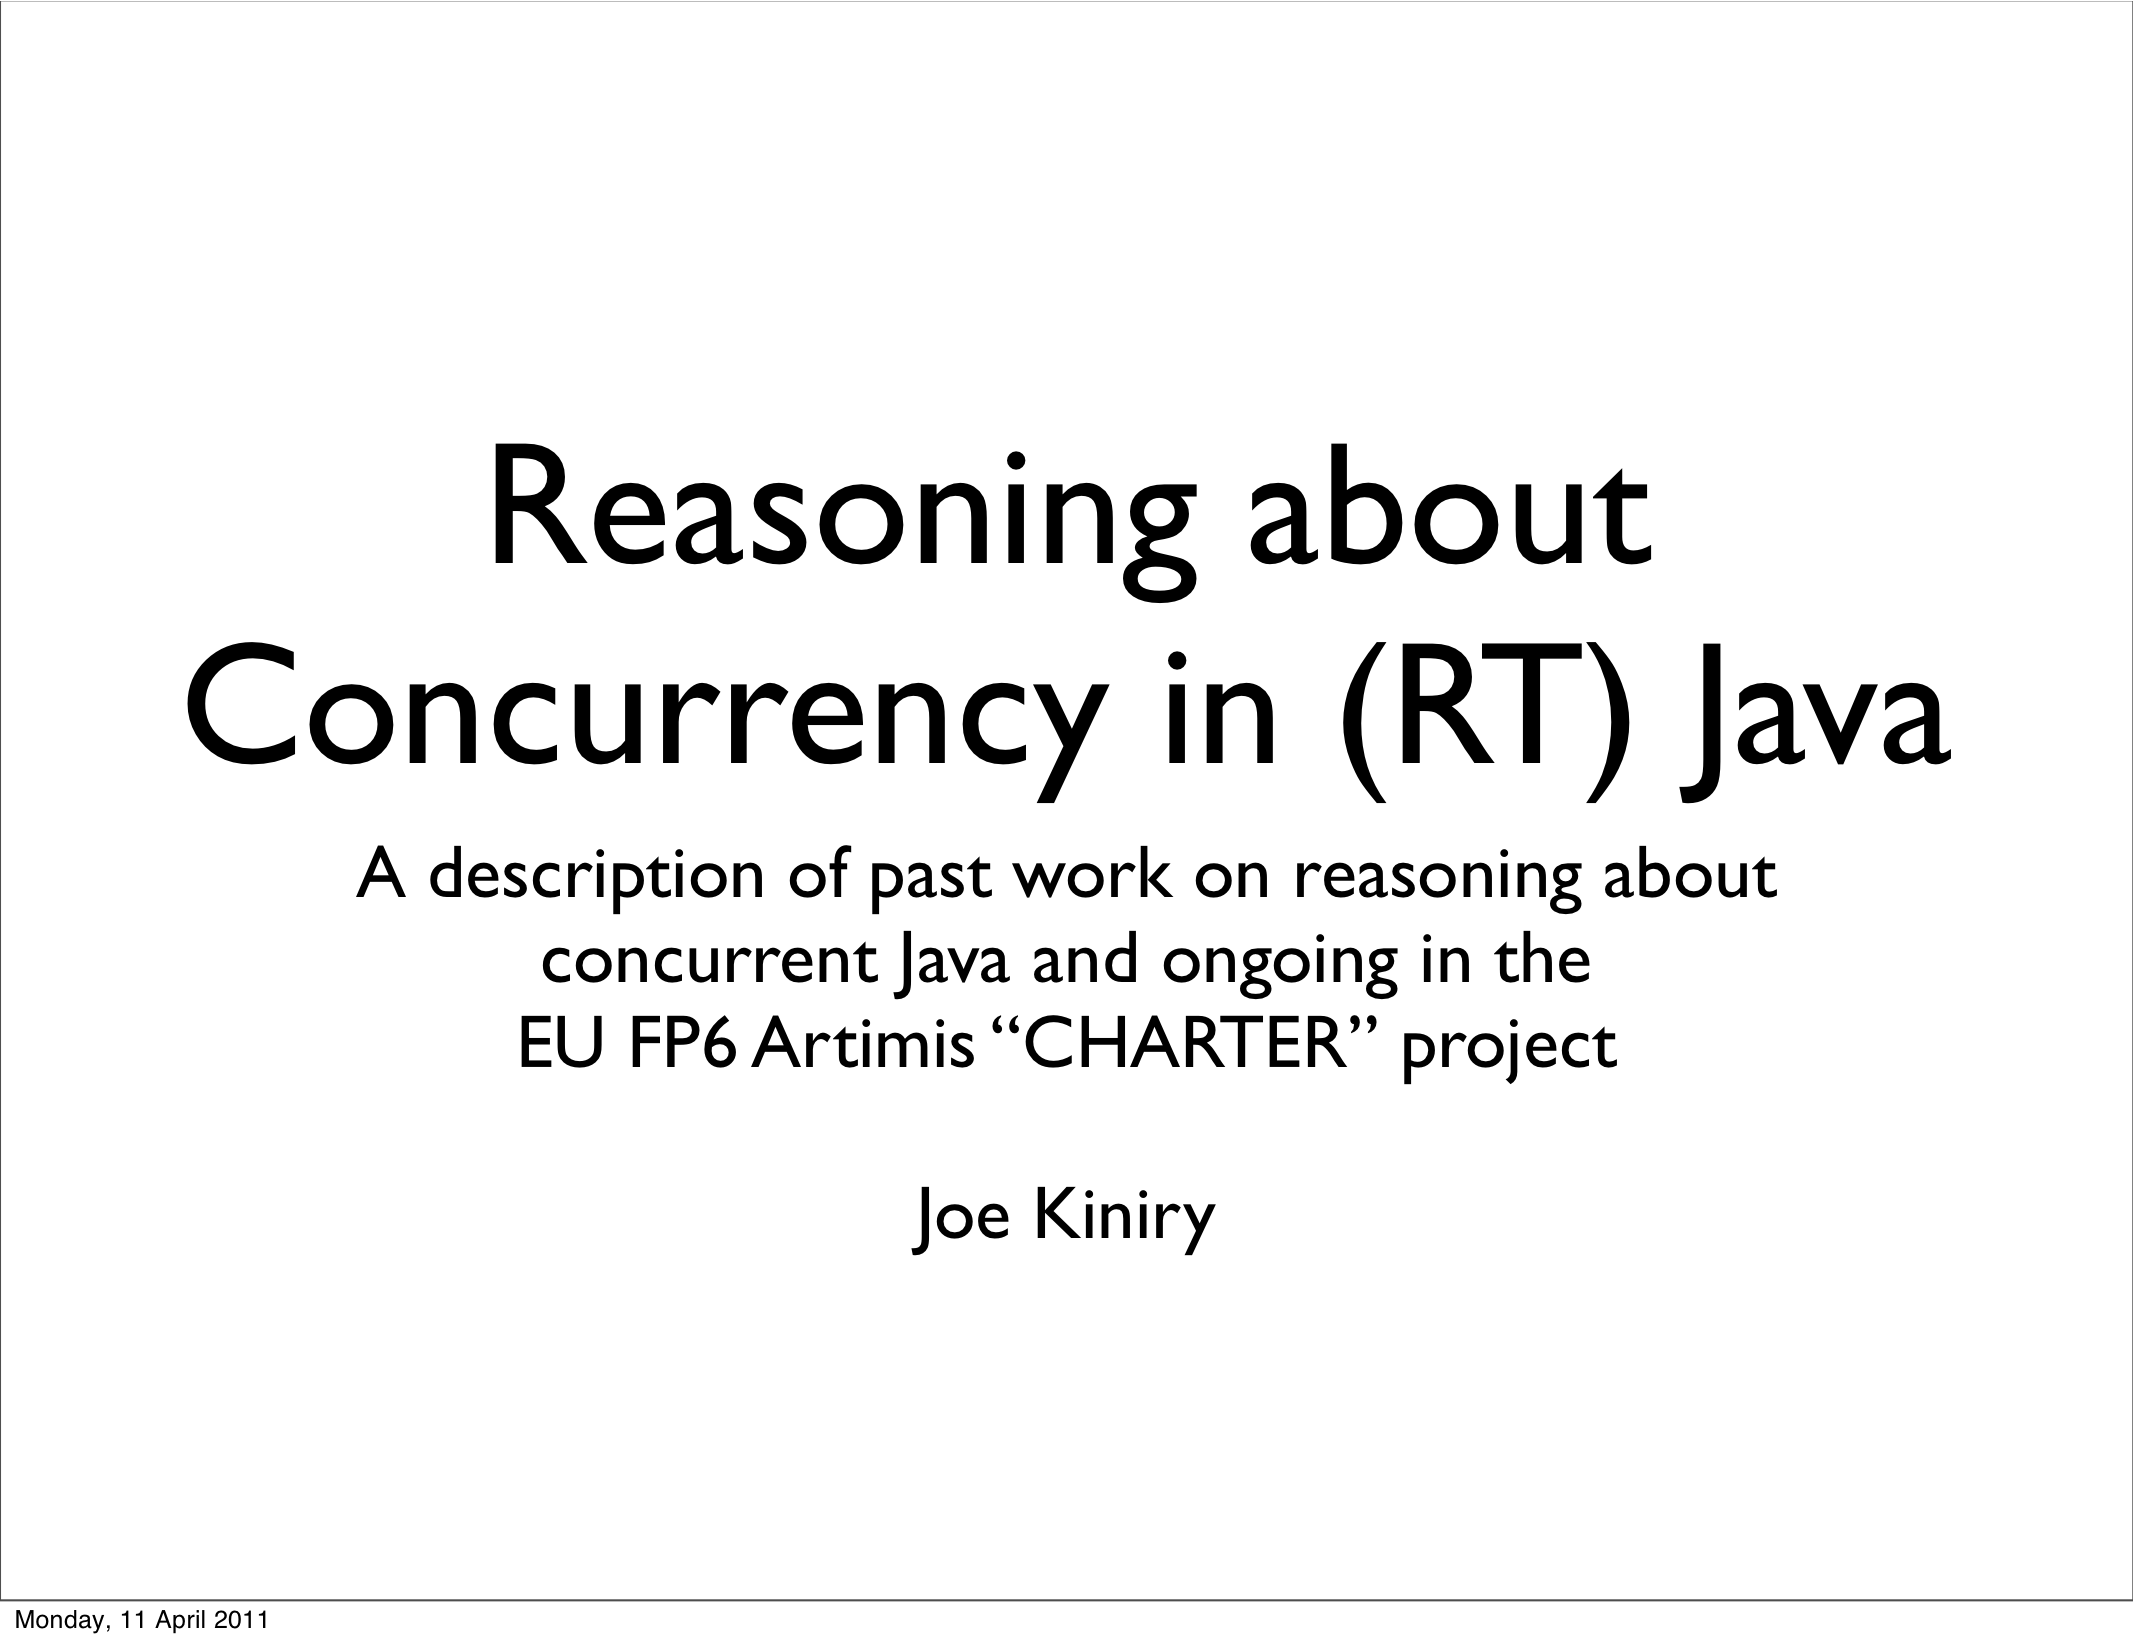 Reasoning about
Concurrency in (RT) Java
A description of past work on reasoning about
concurrent Java and ongoing in the
EU FP6 Artimis “CHARTER” project
Joe Kiniry
Monday, 11 April 2011